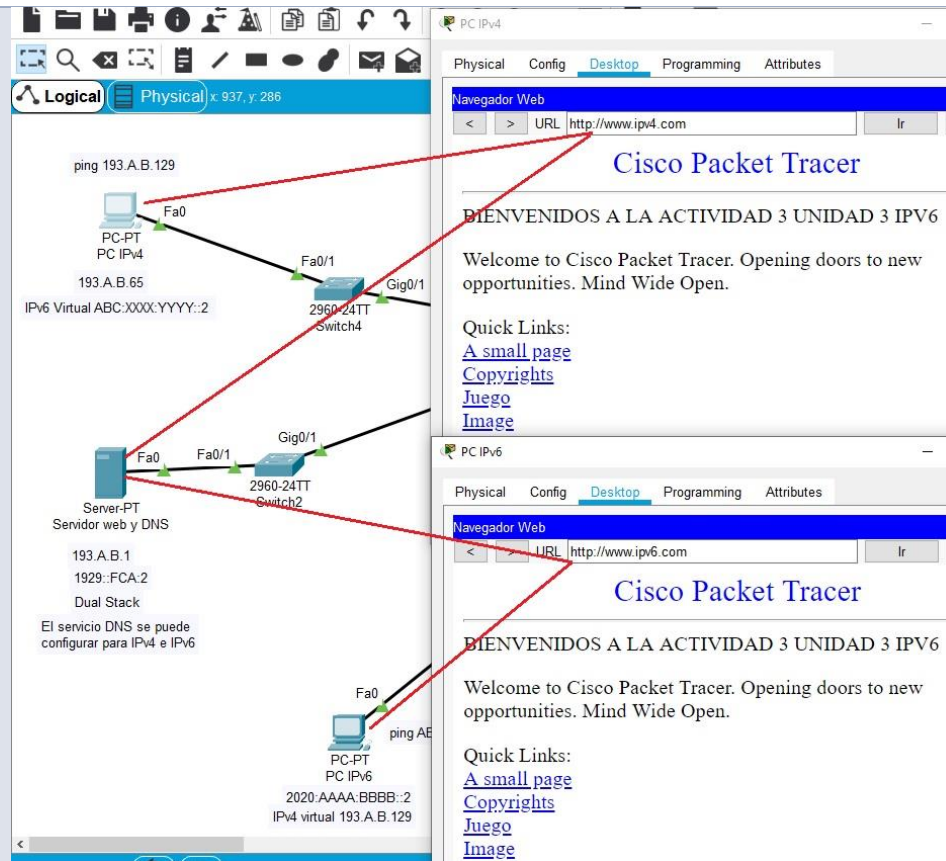 PC IPv4
Physical Config Desktop Programming Attributes
Navegador Web
< > URL http://www.ipv4.com Ir
Cisco Packet Tracer
BIENVENIDOS A LA ACTIVIDAD 3 UNIDAD 3 IPV6
Welcome to Cisco Packet Tracer. Opening doors to new
opportunities. Mind Wide Open.
Quick Links:
A small page
Copyrights
Juego
Image
Logical Physical x: 937, y: 286
ping 193.A.B.129
Fa0
PC-PT
PC IPv4
193.A.B.65
IPv6 Virtual ABC:XXXX:YYYY::2
Fa0/1
Gig0/1
2960-24TT
Switch4
Gig0/1
Fa0 Fa0/1
2960-24TT
Switch2
Server-PT
Servidor web y DNS
193.A.B.1
1929::FCA:2
Dual Stack
El servicio DNS se puede
configurar para IPv4 e IPv6
Fa0
ping AB
PC-PT
PC IPv6
2020:AAAA:BBBB::2
IPv4 virtual 193.A.B.129
<
PC IPv6
Physical Config Desktop Programming Attributes
Navegador Web
< > URL http://www.ipv6.com Ir
Cisco Packet Tracer
BIENVENIDOS A LA ACTIVIDAD 3 UNIDAD 3 IPV6
Welcome to Cisco Packet Tracer. Opening doors to new
opportunities. Mind Wide Open.
Quick Links:
A small page
Copyrights
Juego
Image